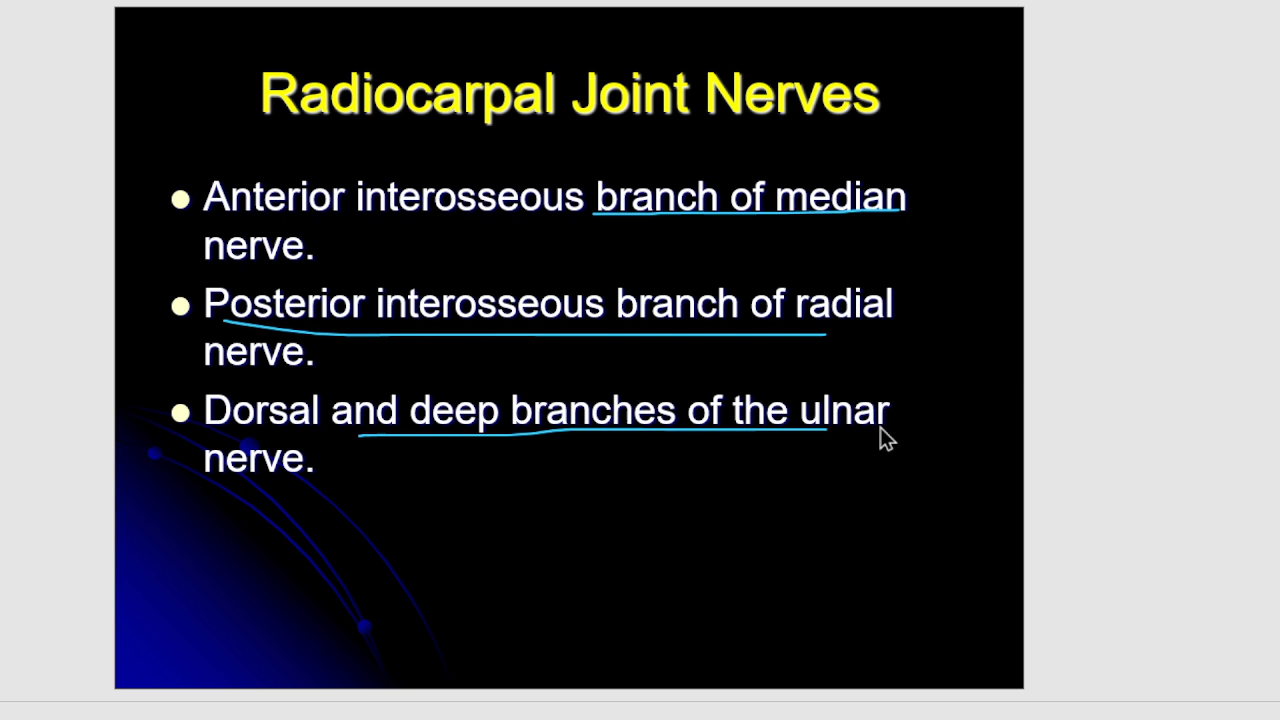 Radiocarpal Joint Nerves
Anterior interosseous branch of median
nerve.
Posterior interosseous branch of radial
nerve.
Dorsal and deep branches of the ulnar
nerve.